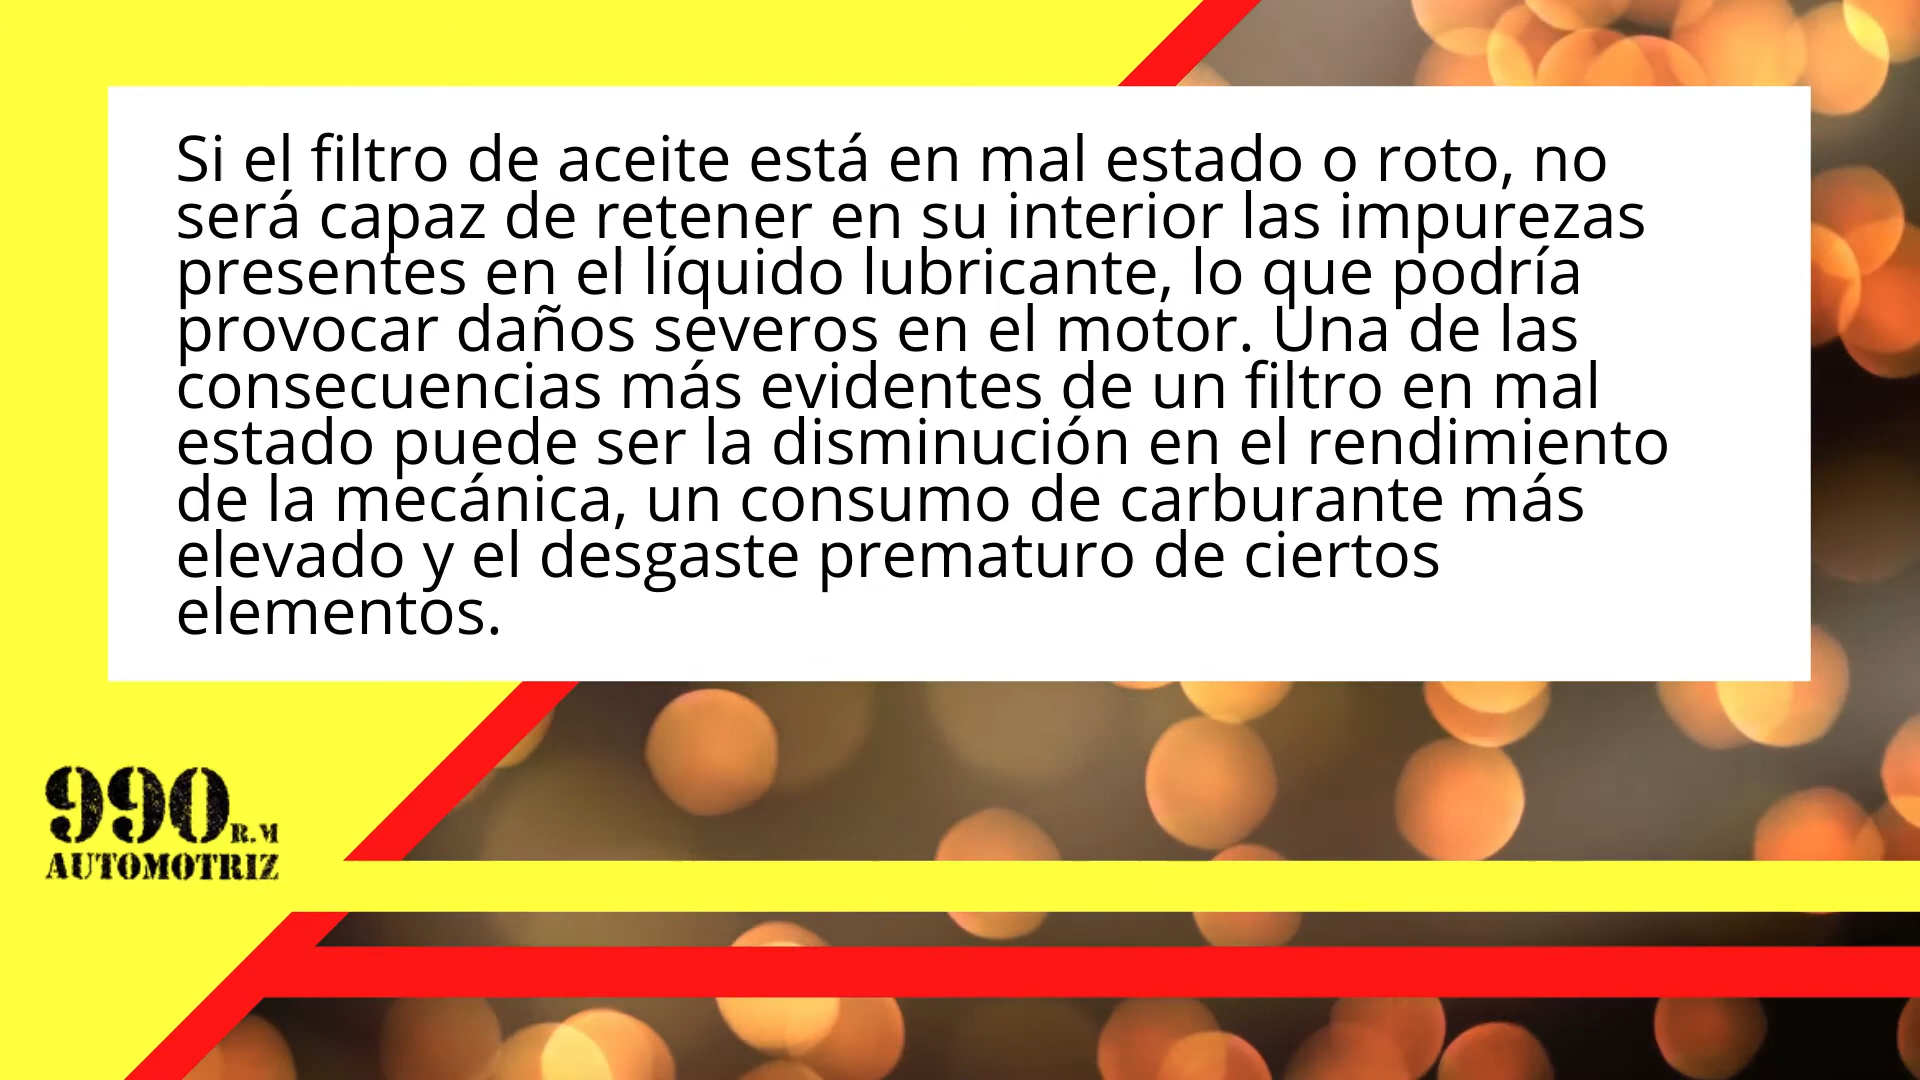 Si el filtro de aceite está en mal estado o roto, no
será capaz de retener en su interior las impurezas
presentes en el líquido lubricante, lo que podría
provocar daños severos en el motor. Una de las
consecuencias más evidentes de un filtro en mal
estado puede ser la disminución en el rendimiento
de la mecánica, un consumo de carburante más
elevado y el desgaste prematuro de ciertos
elementos.
990 R.M
AUTOMOTRIZ